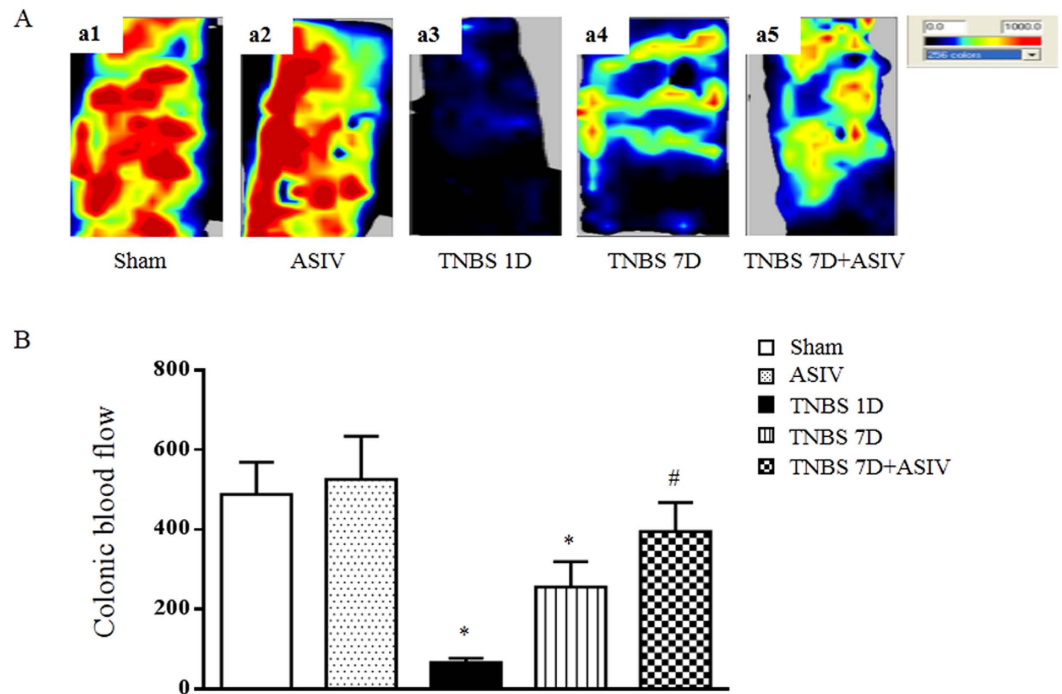 A
a1
a2
a3
a4
a5
0.0
1000.0
256 colors
Sham
ASIV
TNBS 1D
TNBS 7D
TNBS 7D+ASIV
B
Colonic blood flow
800
600
400
200
0
*
*
#
Sham
ASIV
TNBS 1D
TNBS 7D
TNBS 7D+ASIV